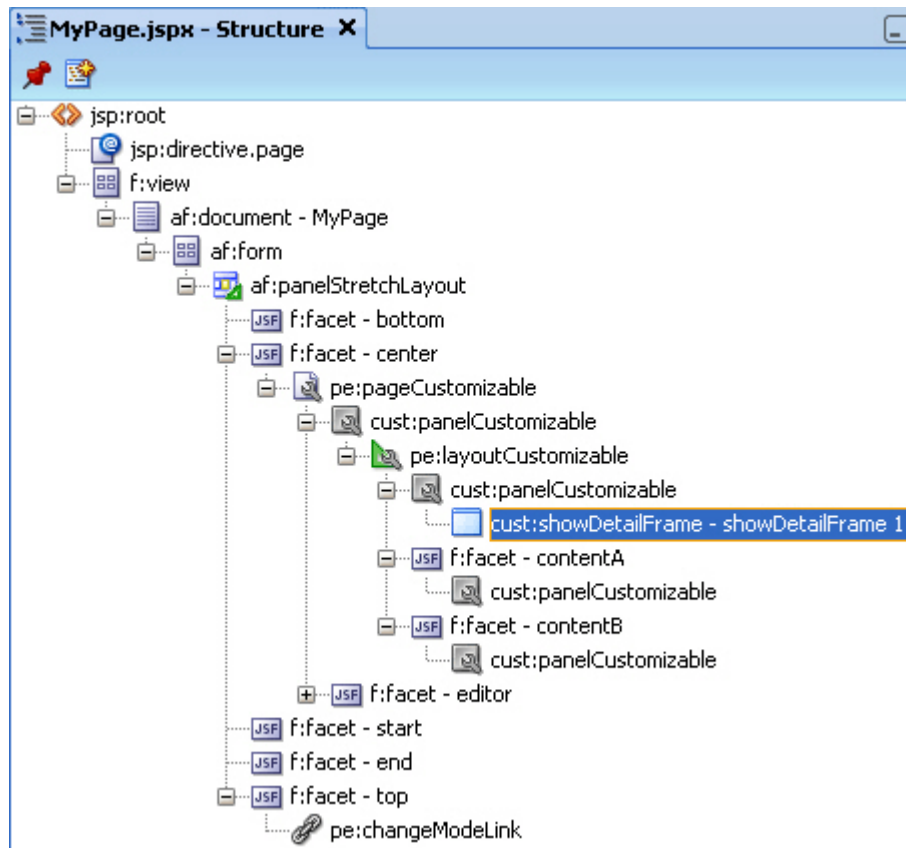 MyPage.jspx - Structure
jsp:root
jsp:directive.page
f:view
af:document - MyPage
af:form
af:panelStretchLayout
JSF f:facet - bottom
JSF f:facet - center
pe:pageCustomizable
cust:panelCustomizable
pe:layoutCustomizable
cust:panelCustomizable
cust:showDetailFrame - showDetailFrame 1
JSF f:facet - contentA
cust:panelCustomizable
JSF f:facet - contentB
cust:panelCustomizable
JSF f:facet - editor
JSF f:facet - start
JSF f:facet - end
JSF f:facet - top
pe:changeModeLink